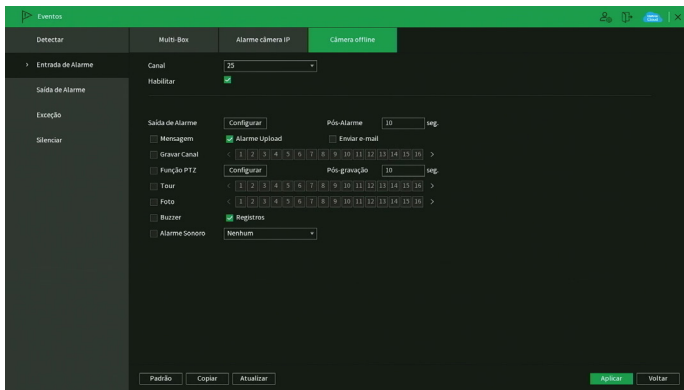 Eventos
Detectar
Multi-Box
Alarme câmera IP
Câmera offline
Entrada de Alarme
Canal
25
Habilitar
Saída de Alarme
Exceção
Saída de Alarme
Configurar
Pós-Alarme
10
seg.
Silenciar
Mensagem
Alarme Upload
Enviar e-mail
Gravar Canal
1 2 3 4 5 6 7 8 9 10 11 12 13 14 15 16
Função PTZ
Configurar
Pós-gravação
10
seg.
Tour
1 2 3 4 5 6 7 8 9 10 11 12 13 14 15 16
Foto
1 2 3 4 5 6 7 8 9 10 11 12 13 14 15 16
Buzzer
Registros
Alarme Sonoro
Nenhum
Padrão
Copiar
Atualizar
Aplicar
Voltar